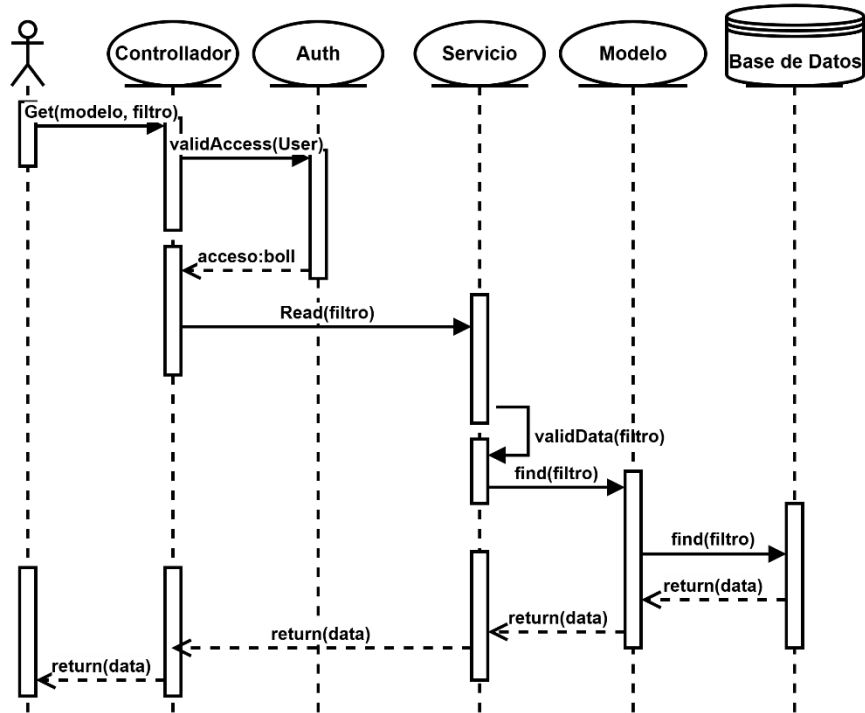 Controllador
Auth
Servicio
Modelo
Base de Datos
Get(modelo, filtro)
validAccess(User)
acceso:boll
Read(filtro)
validData(filtro)
find(filtro)
find(filtro)
return(data)
return(data)
return(data)
return(data)